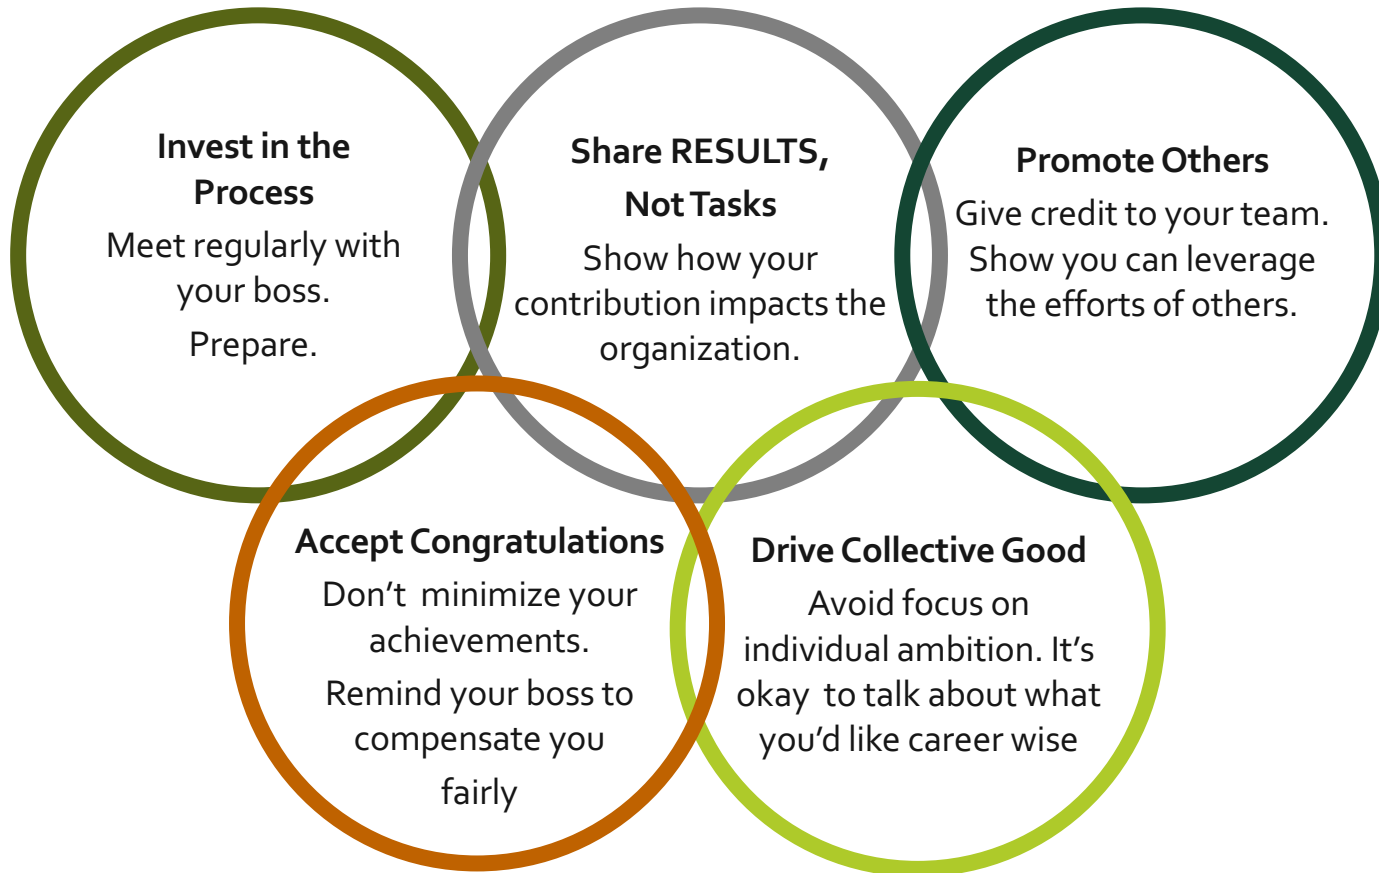 Invest in the
Process
Meet regularly with
your boss.
Prepare.
Share RESULTS,
Not Tasks
Show how your
contribution impacts the
organization.
Promote Others
Give credit to your team.
Show you can leverage
the efforts of others.
Accept Congratulations
Don’t  minimize your
achievements.
Remind your boss to
compensate you
fairly
Drive Collective Good
Avoid focus on
individual ambition. It’s
okay  to talk about what
you’d like career wise